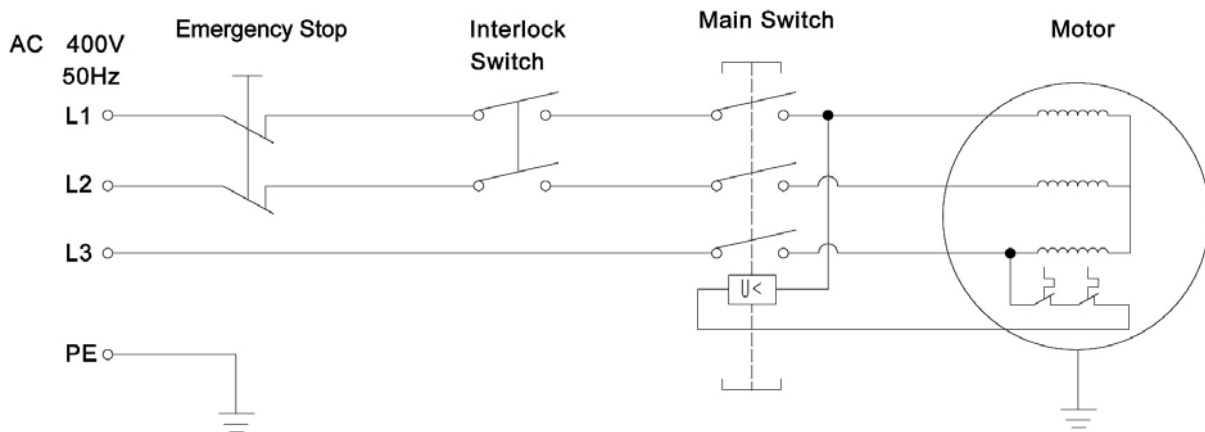 AC 400V
50Hz
Emergency Stop
Interlock
Switch
Main Switch
Motor
L1
L2
L3
U<
PE